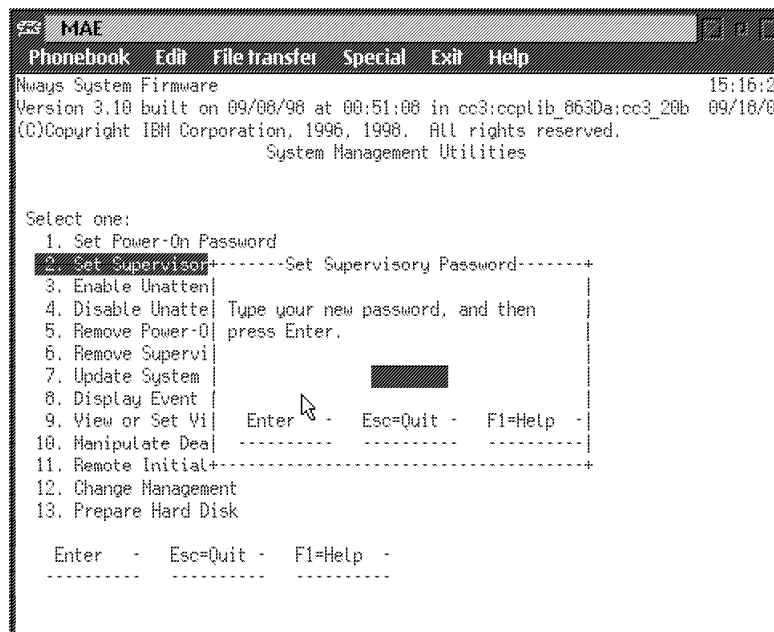 MAE
Phonebook Edit File transfer Special Exit Help
Nways System Firmware 15:16:2
Version 3.10 built on 09/08/98 at 00:51:08 in cc3:ccplib_863Da:cc3_20b 09/18/0
(C)Copyright IBM Corporation, 1996, 1998. All rights reserved.
System Management Utilities
Select one:
1. Set Power-On Password
2. Set Supervisor+-------Set Supervisory Password-------+
3. Enable Unatten|
4. Disable Unatte| Type your new password, and then |
5. Remove Power-O| press Enter. |
6. Remove Supervi|
7. Update System |
8. Display Event |
9. View or Set Vi| Enter - Esc=Quit - F1=Help -|
10. Manipulate Dea| ---------- ---------- ----------|
11. Remote Initial+-------------------------------------+
12. Change Management
13. Prepare Hard Disk
Enter - Esc=Quit - F1=Help -
---------- ---------- ----------